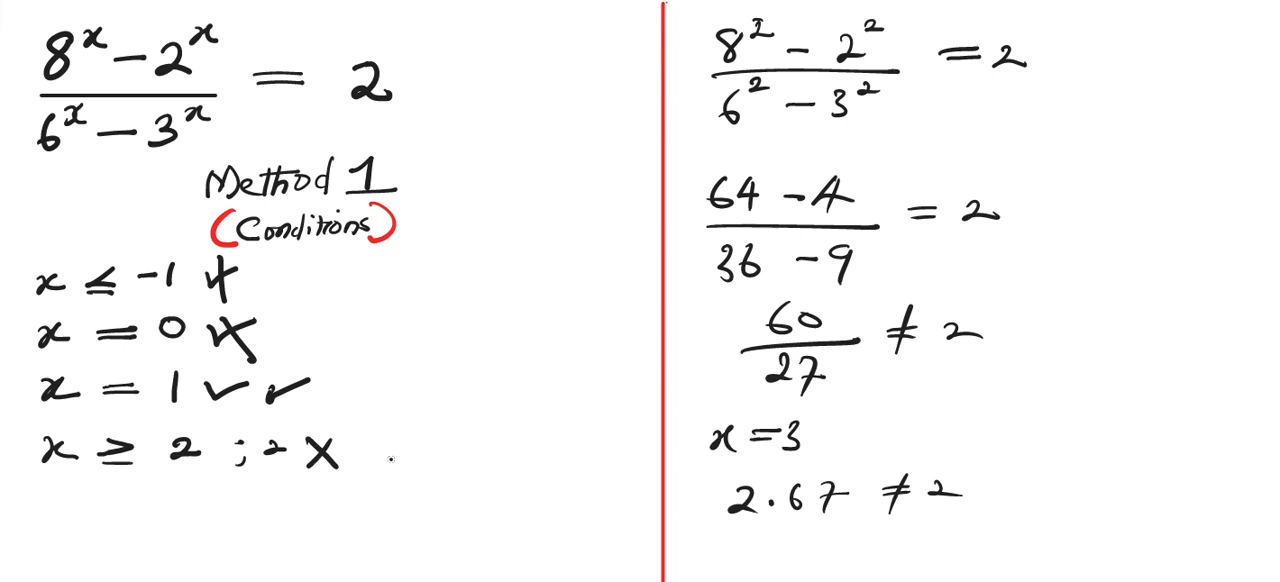 8^x - 2^x / 6^x - 3^x = 2
Method 1
(Conditions)
x ≤ -1 ✗
x = 0 ✗
x = 1 ✓ ✓
x ≥ 2 ; 2 ✗
8^2 - 2^2 / 6^2 - 3^2 = 2
64 - 4 / 36 - 9 = 2
60 / 27 ≠ 2
x = 3
2.67 ≠ 2